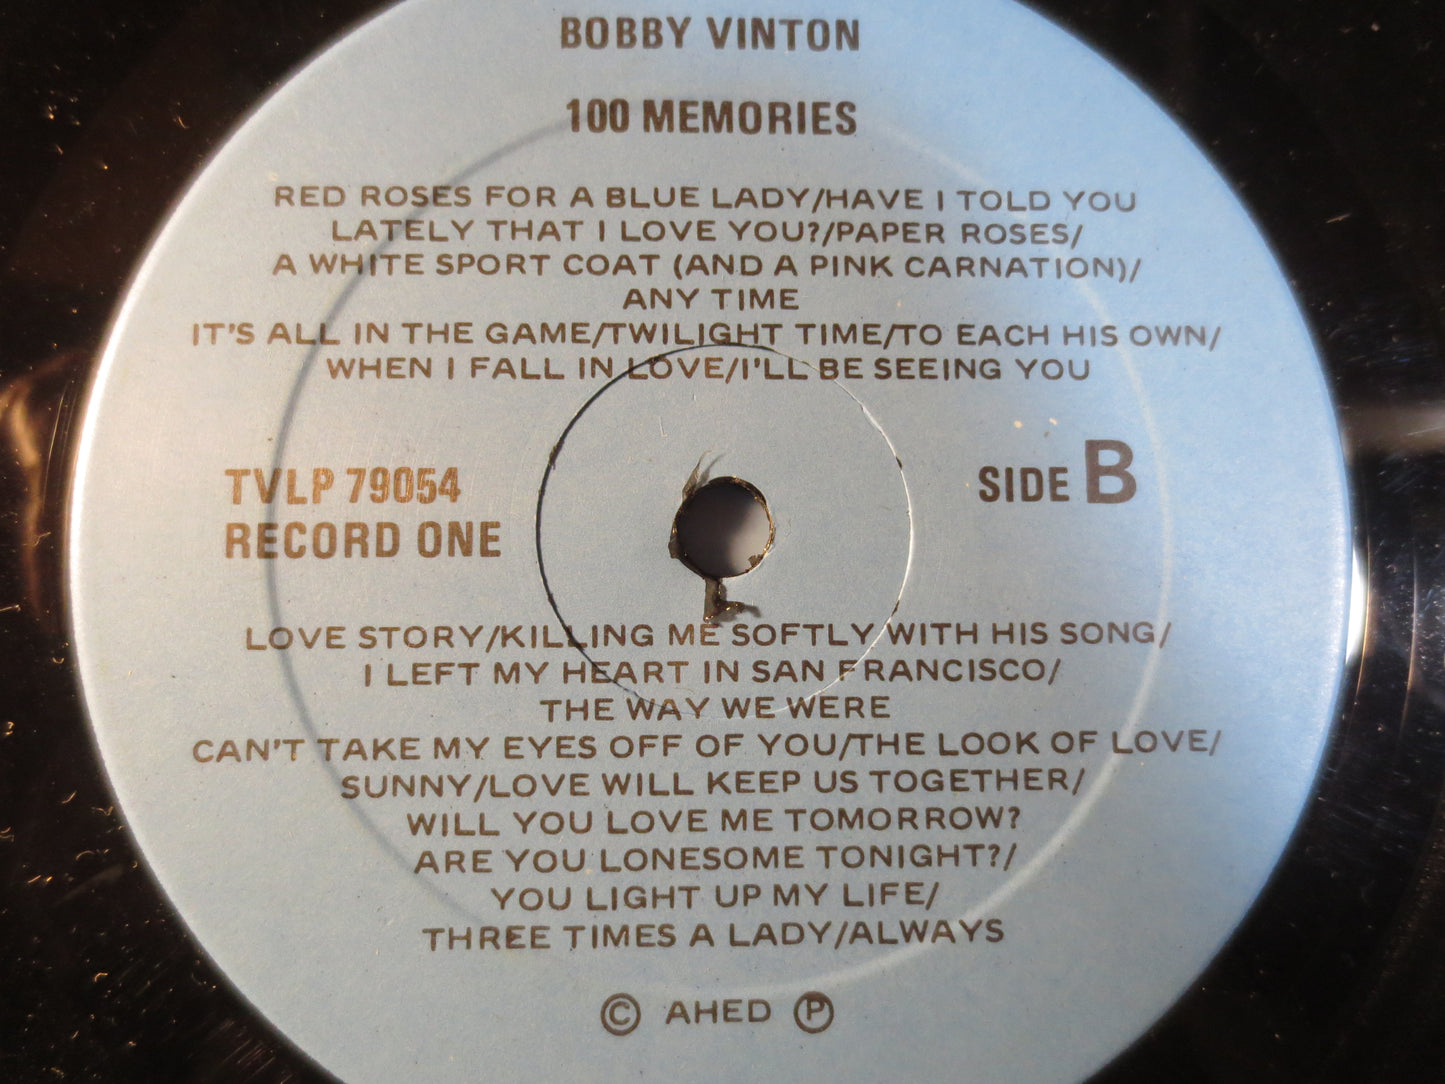 BOBBY VINTON
100 MEMORIES
RED ROSES FOR A BLUE LADY/HAVE I TOLD YOU
LATELY THAT I LOVE YOU?/PAPER ROSES/
A WHITE SPORT COAT (AND A PINK CARNATION)/
ANY TIME
IT'S ALL IN THE GAME/TWILIGHT TIME/TO EACH HIS OWN/
WHEN I FALL IN LOVE/I'LL BE SEEING YOU
TVLP 79054
RECORD ONE
SIDE B
LOVE STORY/KILLING ME SOFTLY WITH HIS SONG/
I LEFT MY HEART IN SAN FRANCISCO/
THE WAY WE WERE
CAN'T TAKE MY EYES OFF OF YOU/THE LOOK OF LOVE/
SUNNY/LOVE WILL KEEP US TOGETHER/
WILL YOU LOVE ME TOMORROW?
ARE YOU LONESOME TONIGHT?/
YOU LIGHT UP MY LIFE/
THREE TIMES A LADY/ALWAYS
© AHED ℗